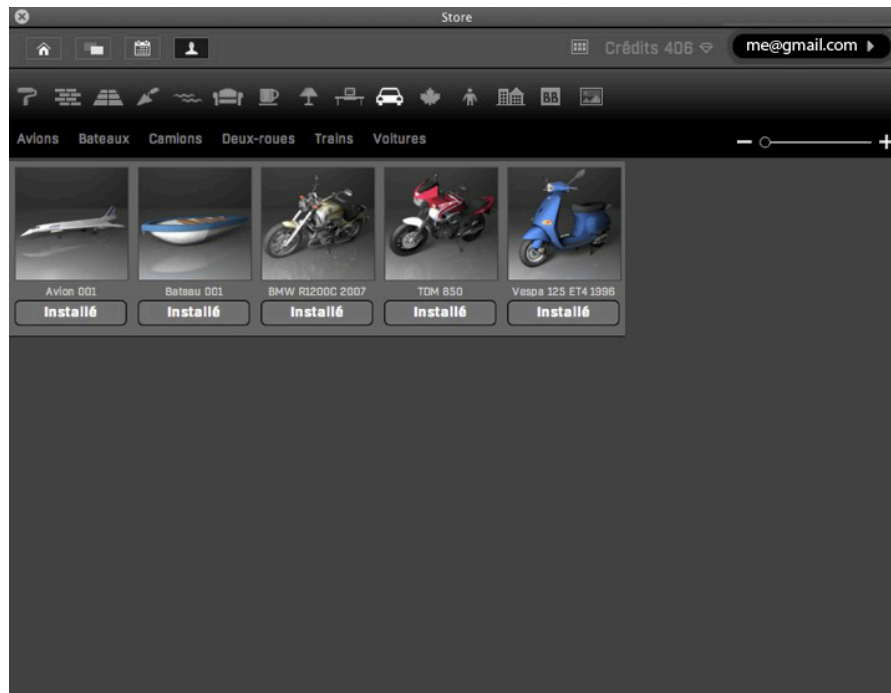 Store
Crédits 406
me@gmail.com
BB
Avions Bateaux Camions Deux-roues Trains Voitures
Avion 001 Bateau 001 BMW R1200C 2007 TDM 850 Vespa 125 ET4 1996
Installé Installé Installé Installé Installé